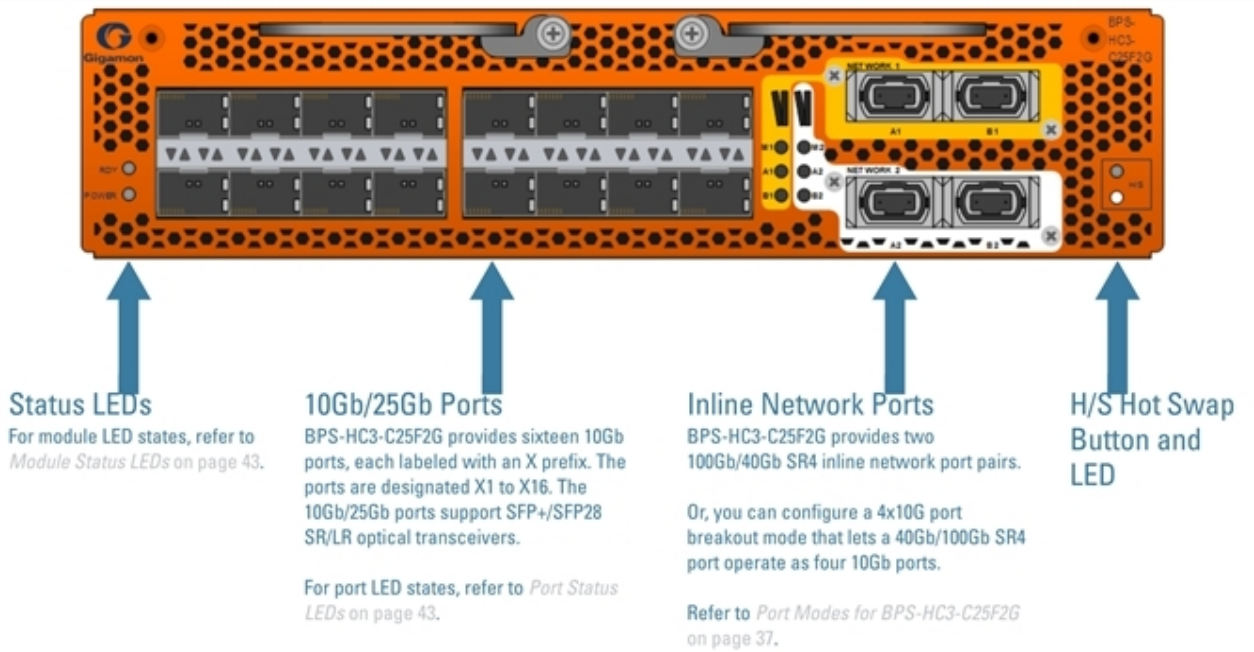 Gigamon
BPS-
HC3-
C25F2G
NETWORK 1
A1
B1
M1
M2
A1
A2
B1
B2
RDY
POWER
NETWORK 2
A2
B2
H/S
Status LEDs
For module LED states, refer to
Module Status LEDs on page 43.
10Gb/25Gb Ports
BPS-HC3-C25F2G provides sixteen 10Gb
ports, each labeled with an X prefix. The
ports are designated X1 to X16. The
10Gb/25Gb ports support SFP+/SFP28
SR/LR optical transceivers.
For port LED states, refer to Port Status
LEDs on page 43.
Inline Network Ports
BPS-HC3-C25F2G provides two
100Gb/40Gb SR4 inline network port pairs.
Or, you can configure a 4x10G port
breakout mode that lets a 40Gb/100Gb SR4
port operate as four 10Gb ports.
Refer to Port Modes for BPS-HC3-C25F2G
on page 37.
H/S Hot Swap
Button and
LED